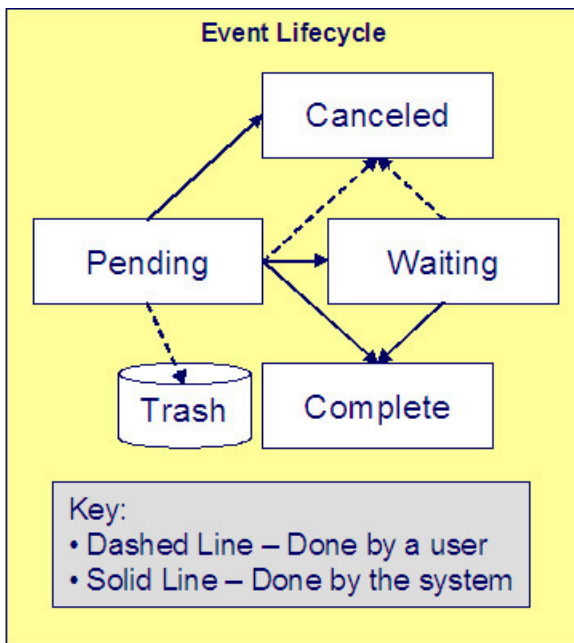 Event Lifecycle
Canceled
Pending
Waiting
Trash
Complete
Key:
• Dashed Line – Done by a user
• Solid Line – Done by the system